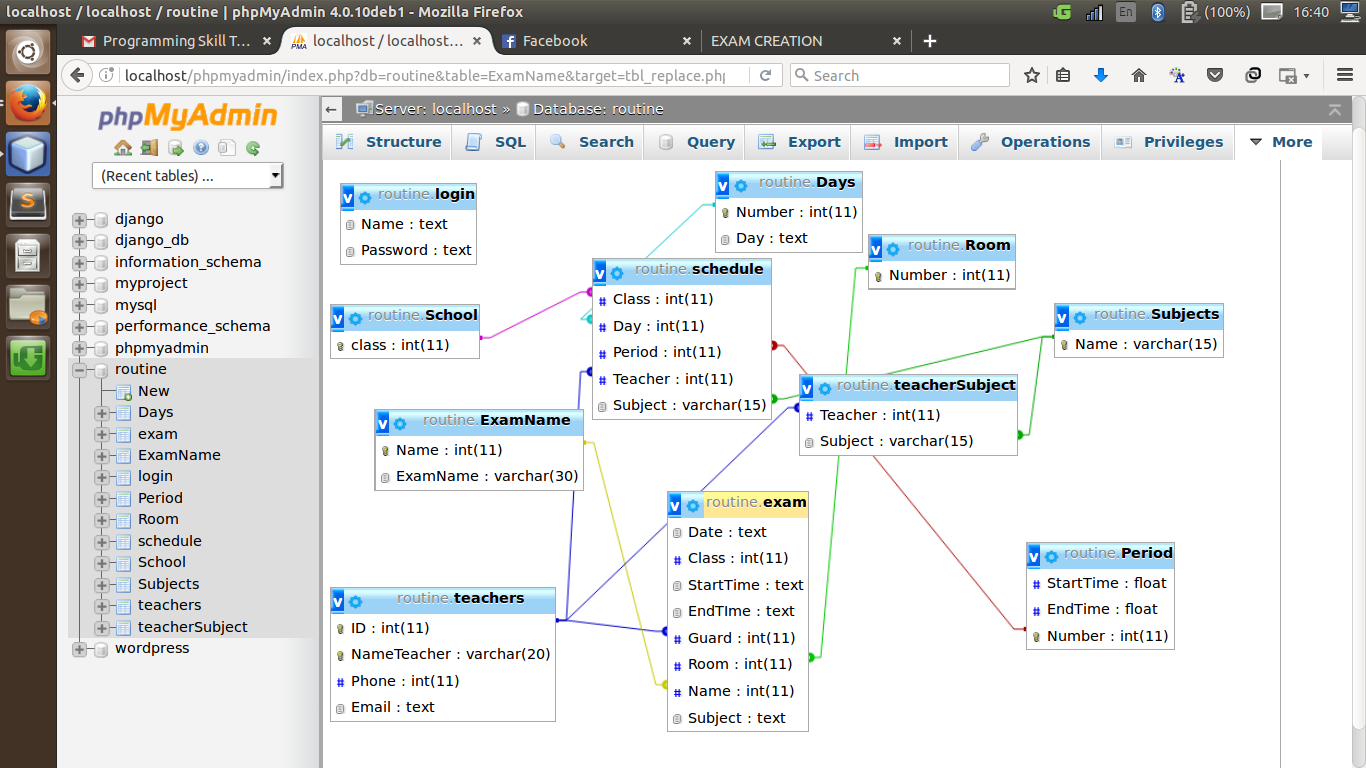 localhost / localhost / routine | phpMyAdmin 4.0.10deb1 - Mozilla Firefox
En
(100%)
16:40
Programming Skill T...
localhost / localhost...
Facebook
EXAM CREATION
localhost/phpmyadmin/index.php?db=routine&table=ExamName&target=tbl_replace.php
Search
phpMyAdmin
(Recent tables) ...
django
django_db
information_schema
myproject
mysql
performance_schema
phpmyadmin
routine
New
Days
exam
ExamName
login
Period
Room
schedule
School
Subjects
teachers
teacherSubject
wordpress
Server: localhost » Database: routine
Structure
SQL
Search
Query
Export
Import
Operations
Privileges
More
v routine.login
Name : text
Password : text
v routine.Days
Number : int(11)
Day : text
v routine.Room
Number : int(11)
v routine.schedule
# Class : int(11)
# Day : int(11)
# Period : int(11)
# Teacher : int(11)
Subject : varchar(15)
v routine.School
class : int(11)
v routine.Subjects
Name : varchar(15)
v routine.teacherSubject
# Teacher : int(11)
Subject : varchar(15)
v routine.ExamName
Name : int(11)
ExamName : varchar(30)
v routine.exam
Date : text
# Class : int(11)
StartTime : text
EndTIme : text
# Guard : int(11)
# Room : int(11)
# Name : int(11)
Subject : text
v routine.Period
# StartTime : float
# EndTime : float
Number : int(11)
v routine.teachers
ID : int(11)
NameTeacher : varchar(20)
# Phone : int(11)
Email : text